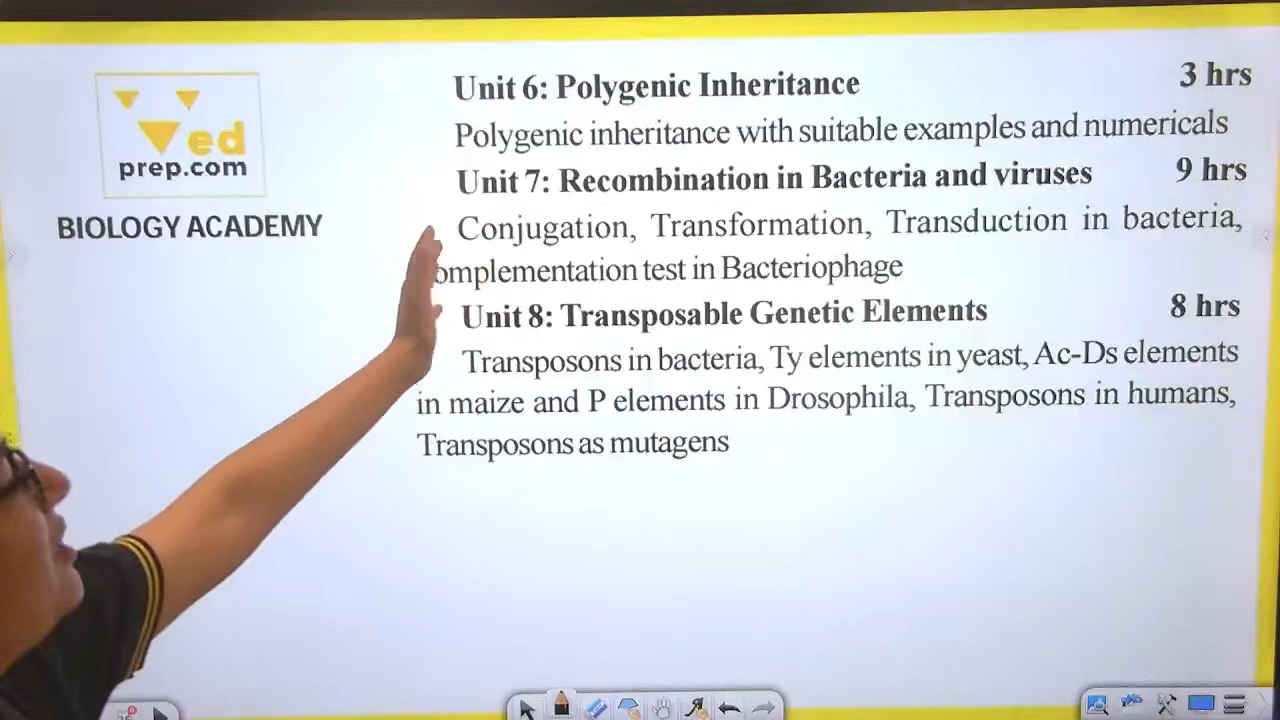 Unit 6: Polygenic Inheritance 3 hrs
Polygenic inheritance with suitable examples and numericals
Unit 7: Recombination in Bacteria and viruses 9 hrs
Conjugation, Transformation, Transduction in bacteria,
omplementation test in Bacteriophage
Unit 8: Transposable Genetic Elements 8 hrs
Transposons in bacteria, Ty elements in yeast, Ac-Ds elements
in maize and P elements in Drosophila, Transposons in humans,
Transposons as mutagens
Ved
prep.com
BIOLOGY ACADEMY